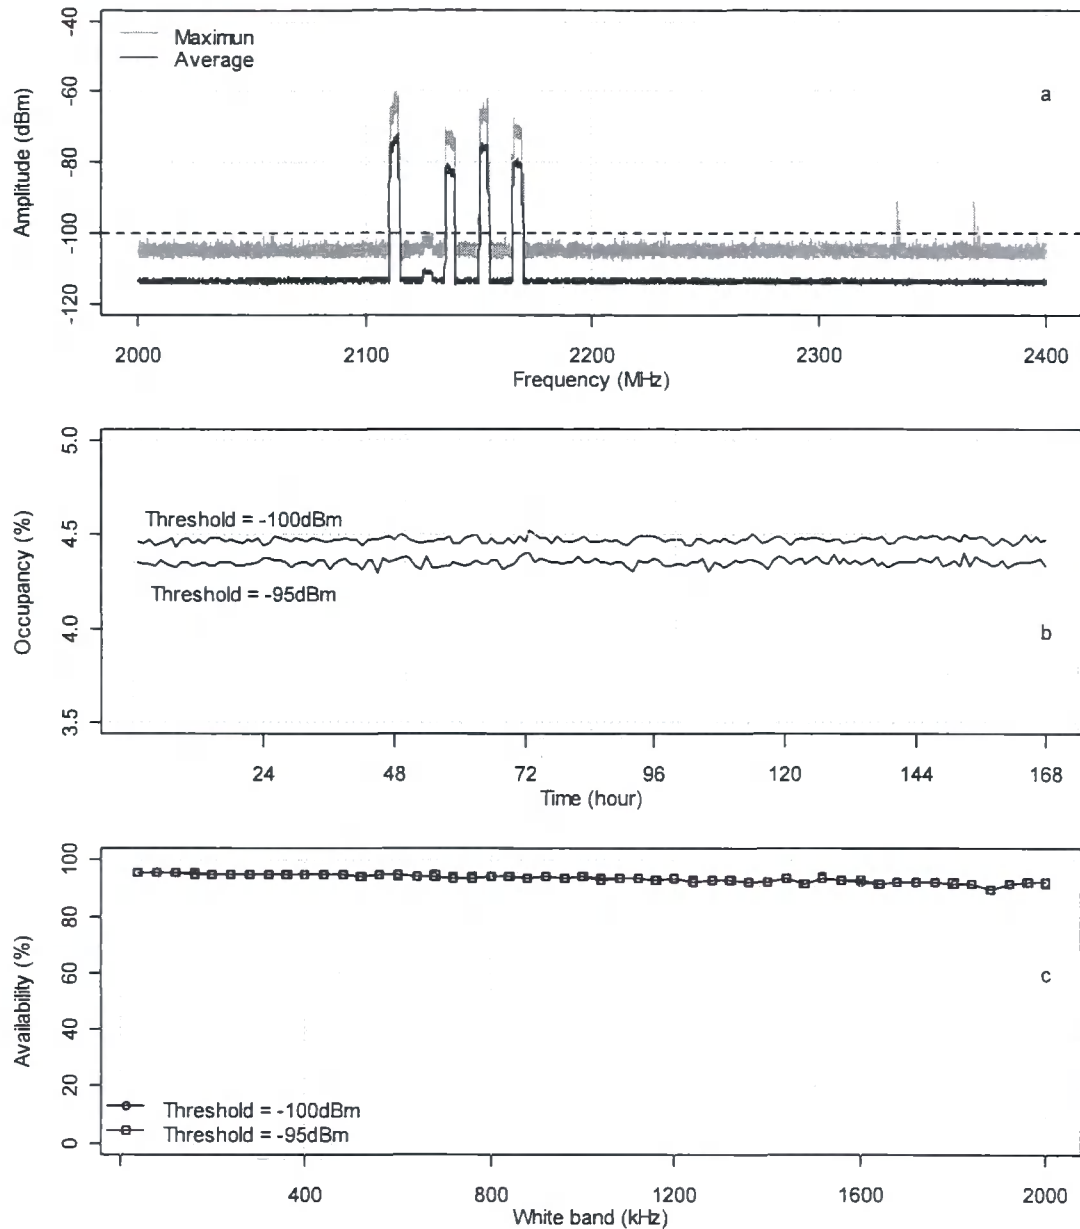 -40
-60
-80
-100
-120
Amplitude (dBm)
Maximun
Average
a
2000 2100 2200 2300 2400
Frequency (MHz)
5.0
4.5
4.0
3.5
Occupancy (%)
Threshold = -100dBm
Threshold = -95dBm
b
24 48 72 96 120 144 168
Time (hour)
100
80
60
40
20
0
Availability (%)
c
Threshold = -100dBm
Threshold = -95dBm
400 800 1200 1600 2000
White band (kHz)